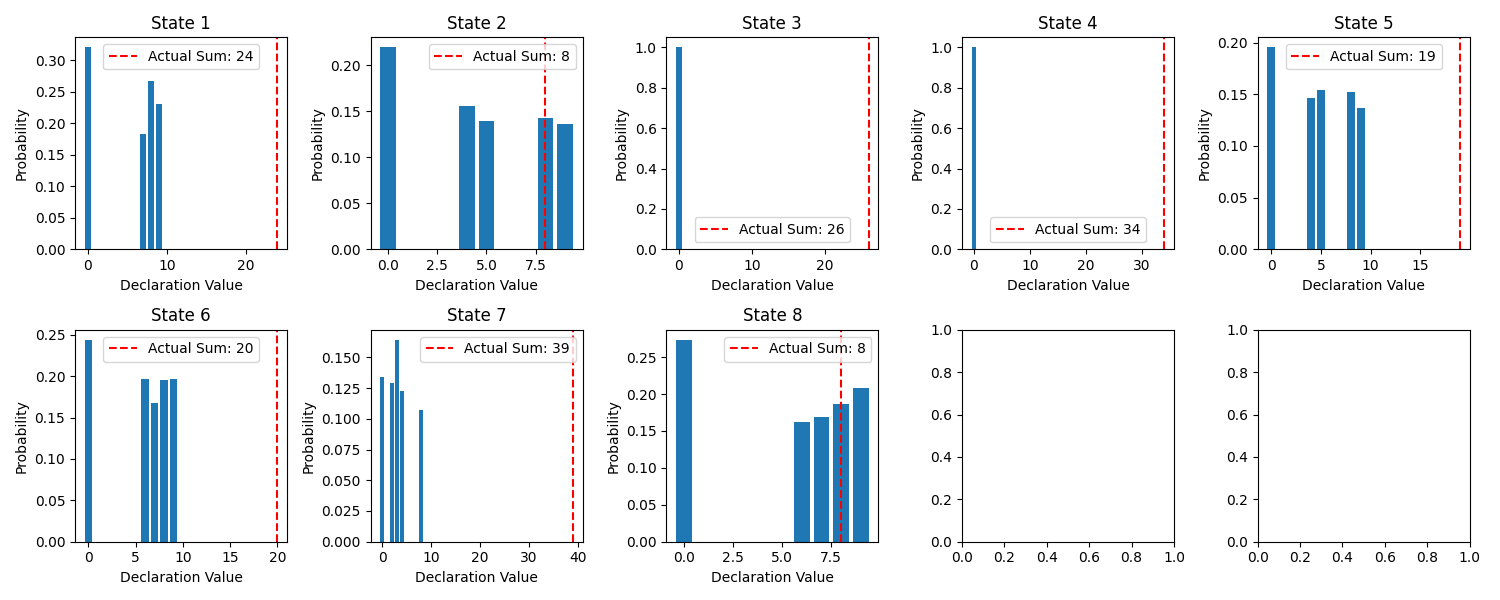 State 1
Probability
0.30
0.25
0.20
0.15
0.10
0.05
0.00
Actual Sum: 24
0 10 20
Declaration Value
State 2
Probability
0.20
0.15
0.10
0.05
0.00
Actual Sum: 8
0.0 2.5 5.0 7.5
Declaration Value
State 3
Probability
1.0
0.8
0.6
0.4
0.2
0.0
Actual Sum: 26
0 10 20
Declaration Value
State 4
Probability
1.0
0.8
0.6
0.4
0.2
0.0
Actual Sum: 34
0 10 20 30
Declaration Value
State 5
Probability
0.20
0.15
0.10
0.05
0.00
Actual Sum: 19
0 5 10 15
Declaration Value
State 6
Probability
0.25
0.20
0.15
0.10
0.05
0.00
Actual Sum: 20
0 5 10 15 20
Declaration Value
State 7
Probability
0.150
0.125
0.100
0.075
0.050
0.025
0.000
Actual Sum: 39
0 10 20 30 40
Declaration Value
State 8
Probability
0.25
0.20
0.15
0.10
0.05
0.00
Actual Sum: 8
0.0 2.5 5.0 7.5
Declaration Value
1.0
0.8
0.6
0.4
0.2
0.0
0.0 0.2 0.4 0.6 0.8 1.0
1.0
0.8
0.6
0.4
0.2
0.0
0.0 0.2 0.4 0.6 0.8 1.0